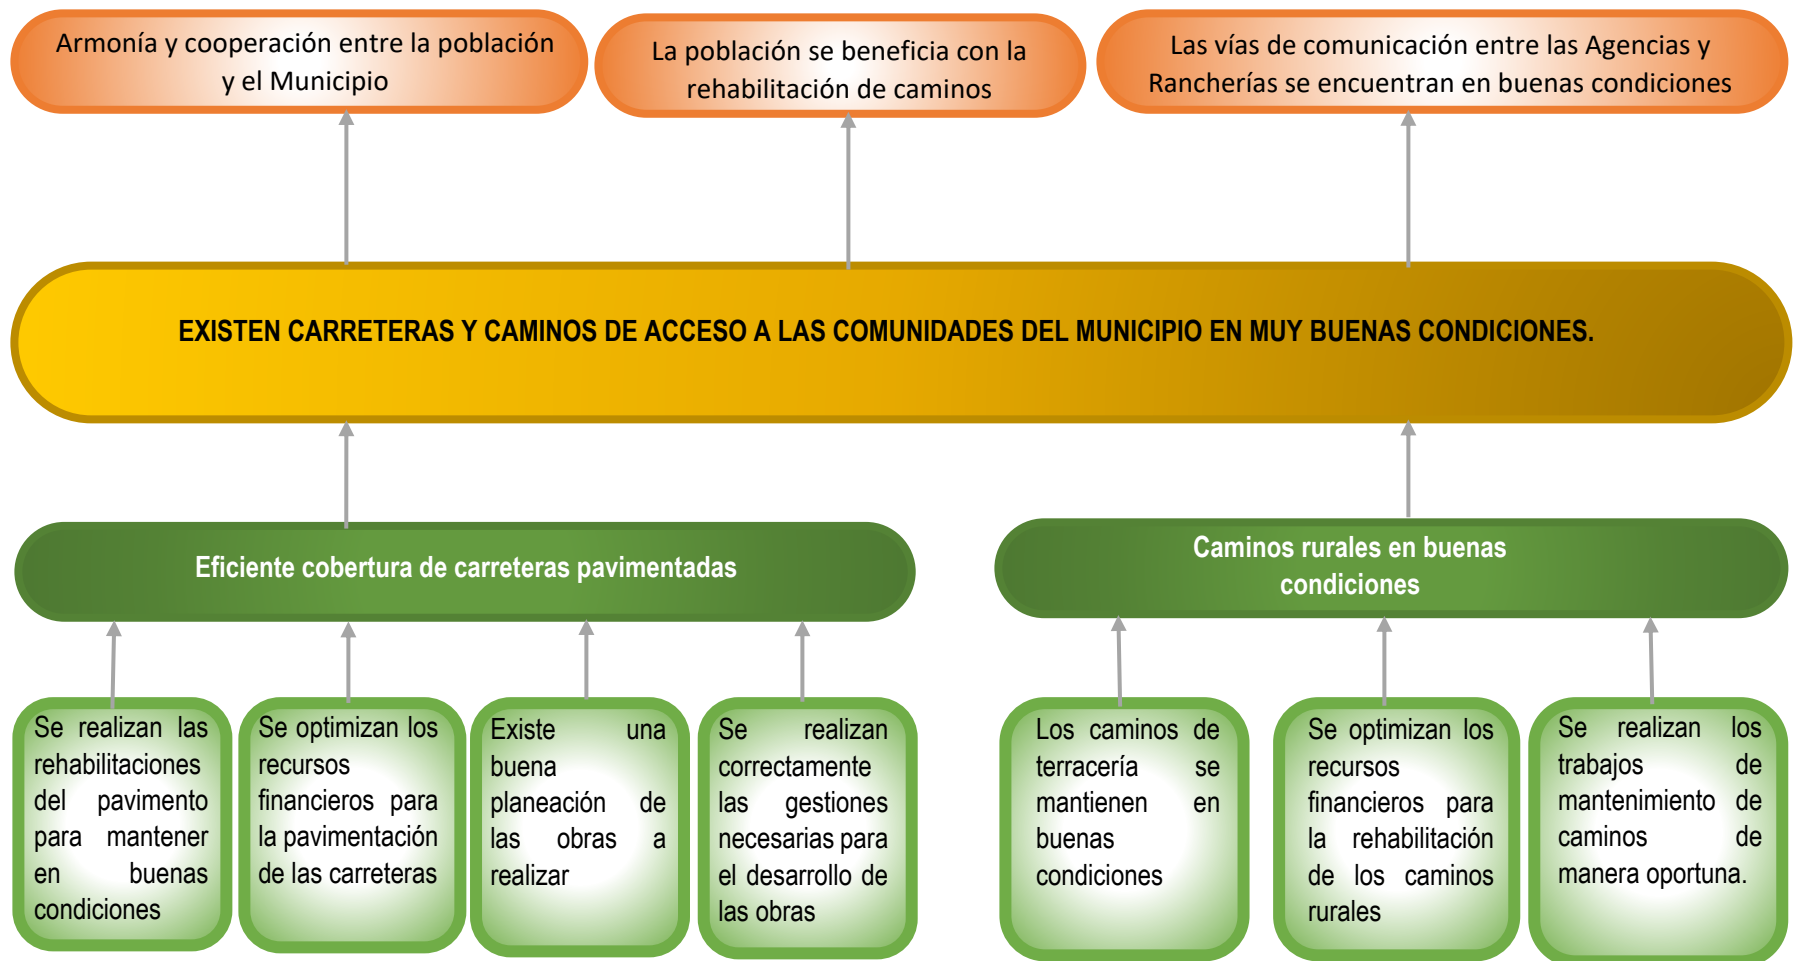 Armonía y cooperación entre la población
y el Municipio
La población se beneficia con la
rehabilitación de caminos
Las vías de comunicación entre las Agencias y
Rancherías se encuentran en buenas condiciones
EXISTEN CARRETERAS Y CAMINOS DE ACCESO A LAS COMUNIDADES DEL MUNICIPIO EN MUY BUENAS CONDICIONES.
Eficiente cobertura de carreteras pavimentadas
Caminos rurales en buenas
condiciones
Se realizan las
rehabilitaciones
del pavimento
para mantener
en buenas
condiciones
Se optimizan los
recursos
financieros para
la pavimentación
de las carreteras
Existe una
buena
planeación de
las obras a
realizar
Se realizan
correctamente
las gestiones
necesarias para
el desarrollo de
las obras
Los caminos de
terracería se
mantienen en
buenas
condiciones
Se optimizan los
recursos
financieros para
la rehabilitación
de los caminos
rurales
Se realizan los
trabajos de
mantenimiento de
caminos de
manera oportuna.